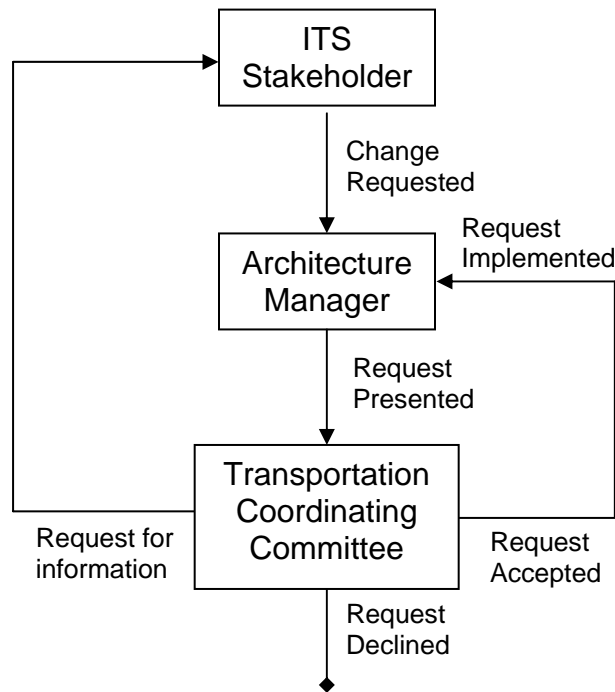 ITS
Stakeholder
Change
Requested
Request
Implemented
Architecture
Manager
Request
Presented
Transportation
Coordinating
Committee
Request for
information
Request
Accepted
Request
Declined